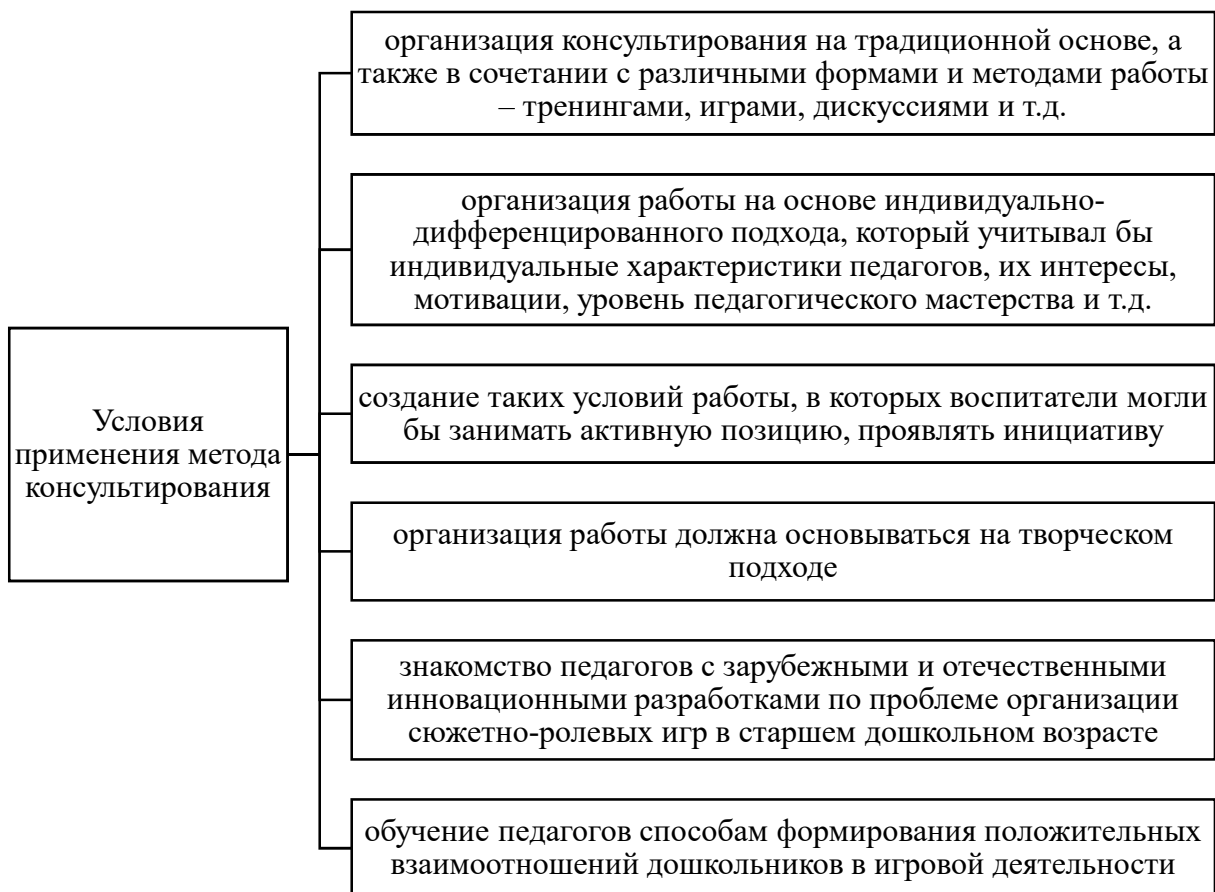 организация консультирования на традиционной основе, а
также в сочетании с различными формами и методами работы
– тренингами, играми, дискуссиями и т.д.
организация работы на основе индивидуально-
дифференцированного подхода, который учитывал бы
индивидуальные характеристики педагогов, их интересы,
мотивации, уровень педагогического мастерства и т.д.
Условия
применения метода
консультирования
создание таких условий работы, в которых воспитатели могли
бы занимать активную позицию, проявлять инициативу
организация работы должна основываться на творческом
подходе
знакомство педагогов с зарубежными и отечественными
инновационными разработками по проблеме организации
сюжетно-ролевых игр в старшем дошкольном возрасте
обучение педагогов способам формирования положительных
взаимоотношений дошкольников в игровой деятельности